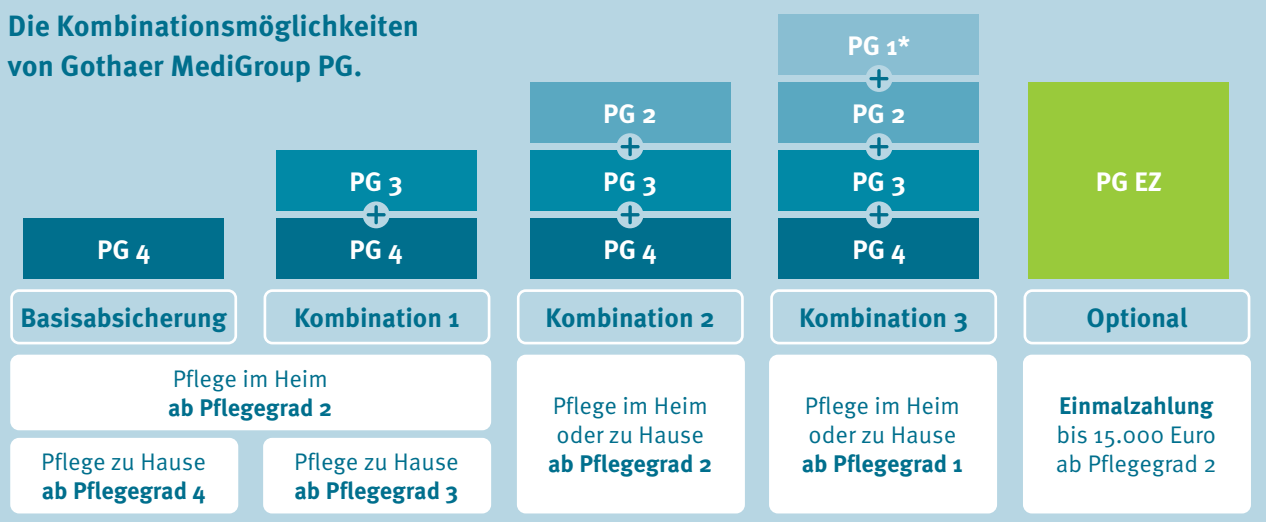 Die Kombinationsmöglichkeiten
von Gothaer MediGroup PG.
PG 4
+
PG 3
+
PG 4
PG 2
+
PG 3
+
PG 4
PG 1*
+
PG 2
+
PG 3
+
PG 4
PG EZ
Basisabsicherung
Kombination 1
Kombination 2
Kombination 3
Optional
Pflege im Heim
ab Pflegegrad 2
Pflege zu Hause
ab Pflegegrad 4
Pflege zu Hause
ab Pflegegrad 3
Pflege im Heim
oder zu Hause
ab Pflegegrad 2
Pflege im Heim
oder zu Hause
ab Pflegegrad 1
Einmalzahlung
bis 15.000 Euro
ab Pflegegrad 2